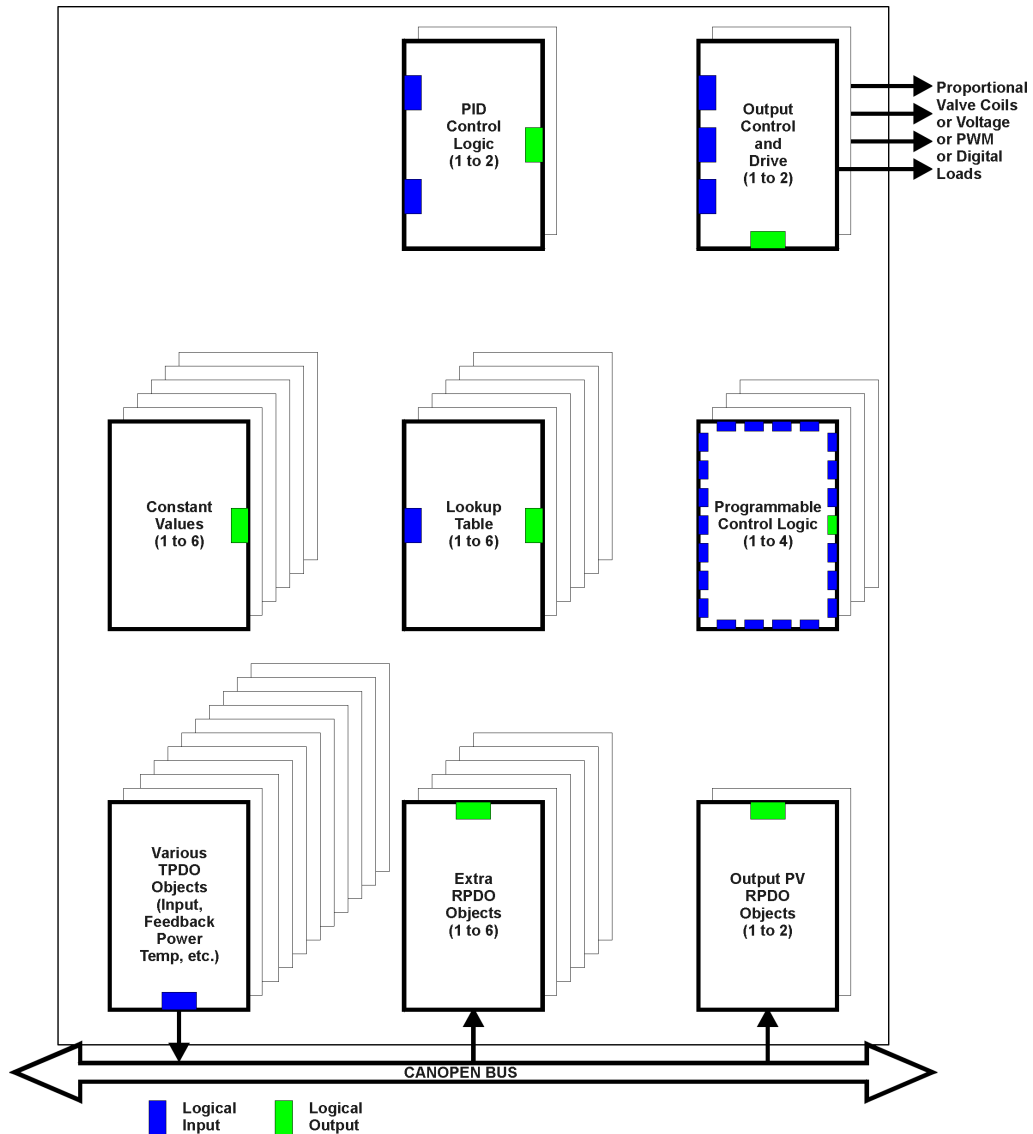 PID
Control
Logic
(1 to 2)
Output
Control
and
Drive
(1 to 2)
Proportional
Valve Coils
or Voltage
or PWM
or Digital
Loads
Constant
Values
(1 to 6)
Lookup
Table
(1 to 6)
Programmable
Control Logic
(1 to 4)
Various
TPDO
Objects
(Input,
Feedback
Power
Temp, etc.)
Extra
RPDO
Objects
(1 to 6)
Output PV
RPDO
Objects
(1 to 2)
CANOPEN BUS
Logical
Input
Logical
Output